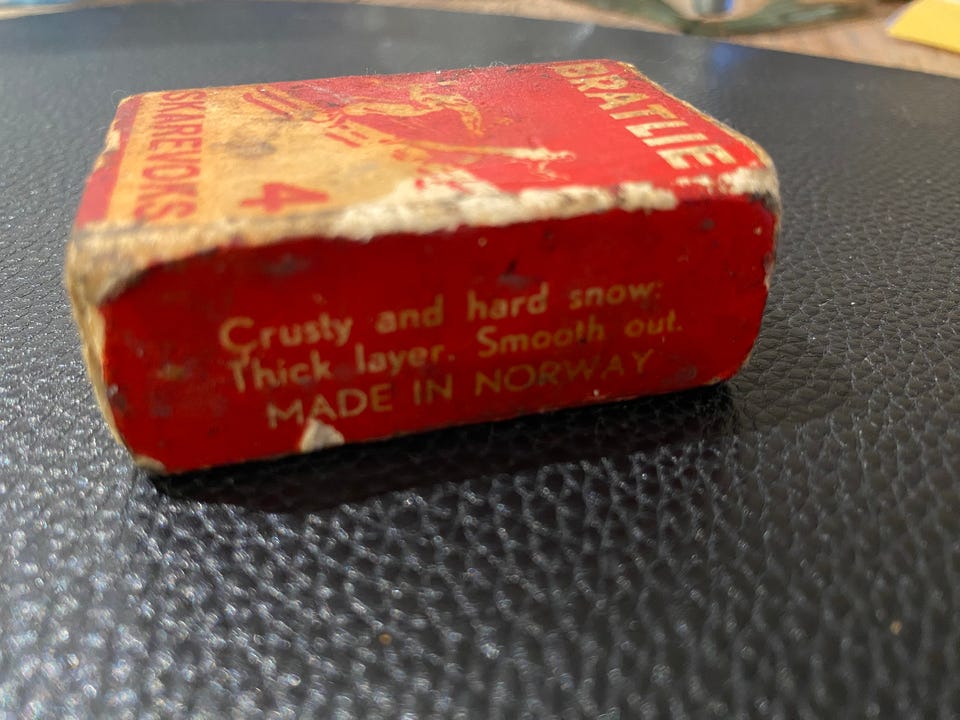 BRATLIE
4
SKAREVOKS
Crusty and hard snow:
Thick layer. Smooth out.
MADE IN NORWAY